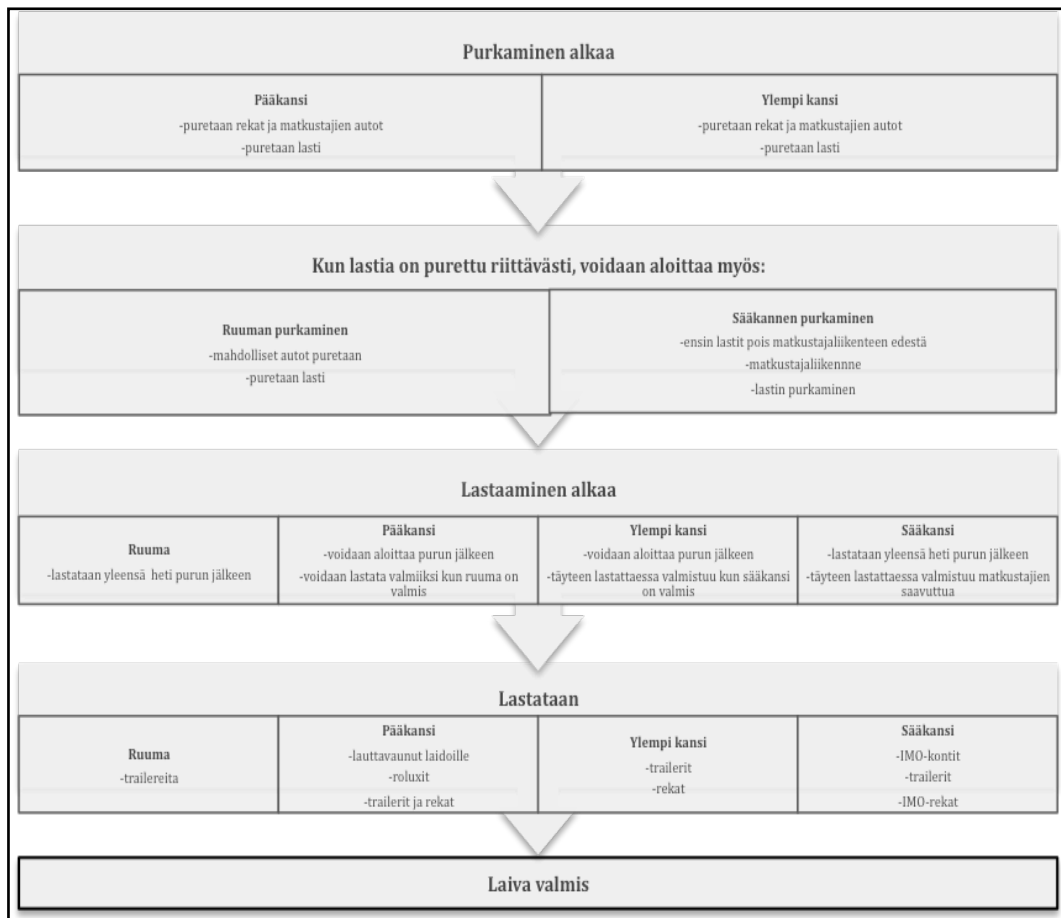 Purkaminen alkaa
Pääkansi
-puretaan rekat ja matkustajien autot
-puretaan lasti
Ylempi kansi
-puretaan rekat ja matkustajien autot
-puretaan lasti
Kun lastia on purettu riittävästi, voidaan aloittaa myös:
Ruuman purkaminen
-mahdolliset autot puretaan
-puretaan lasti
Sääkannen purkaminen
-ensin lastit pois matkustajaliikenteen edestä
-matkustajaliikennne
-lastin purkaminen
Lastaaminen alkaa
Ruuma
-lastataan yleensä heti purun jälkeen
Pääkansi
-voidaan aloittaa purun jälkeen
-voidaan lastata valmiiksi kun ruuma on
valmis
Ylempi kansi
-voidaan aloittaa purun jälkeen
-täyteen lastattaessa valmistuu kun sääkansi
on valmis
Sääkansi
-lastataan yleensä heti purun jälkeen
-täyteen lastattaessa valmistuu matkustajien
saavuttua
Lastataan
Ruuma
-trailereita
Pääkansi
-lauttavaunut laidoille
-roluxit
-trailerit ja rekat
Ylempi kansi
-trailerit
-rekat
Sääkansi
-IMO-kontit
-trailerit
-IMO-rekat
Laiva valmis